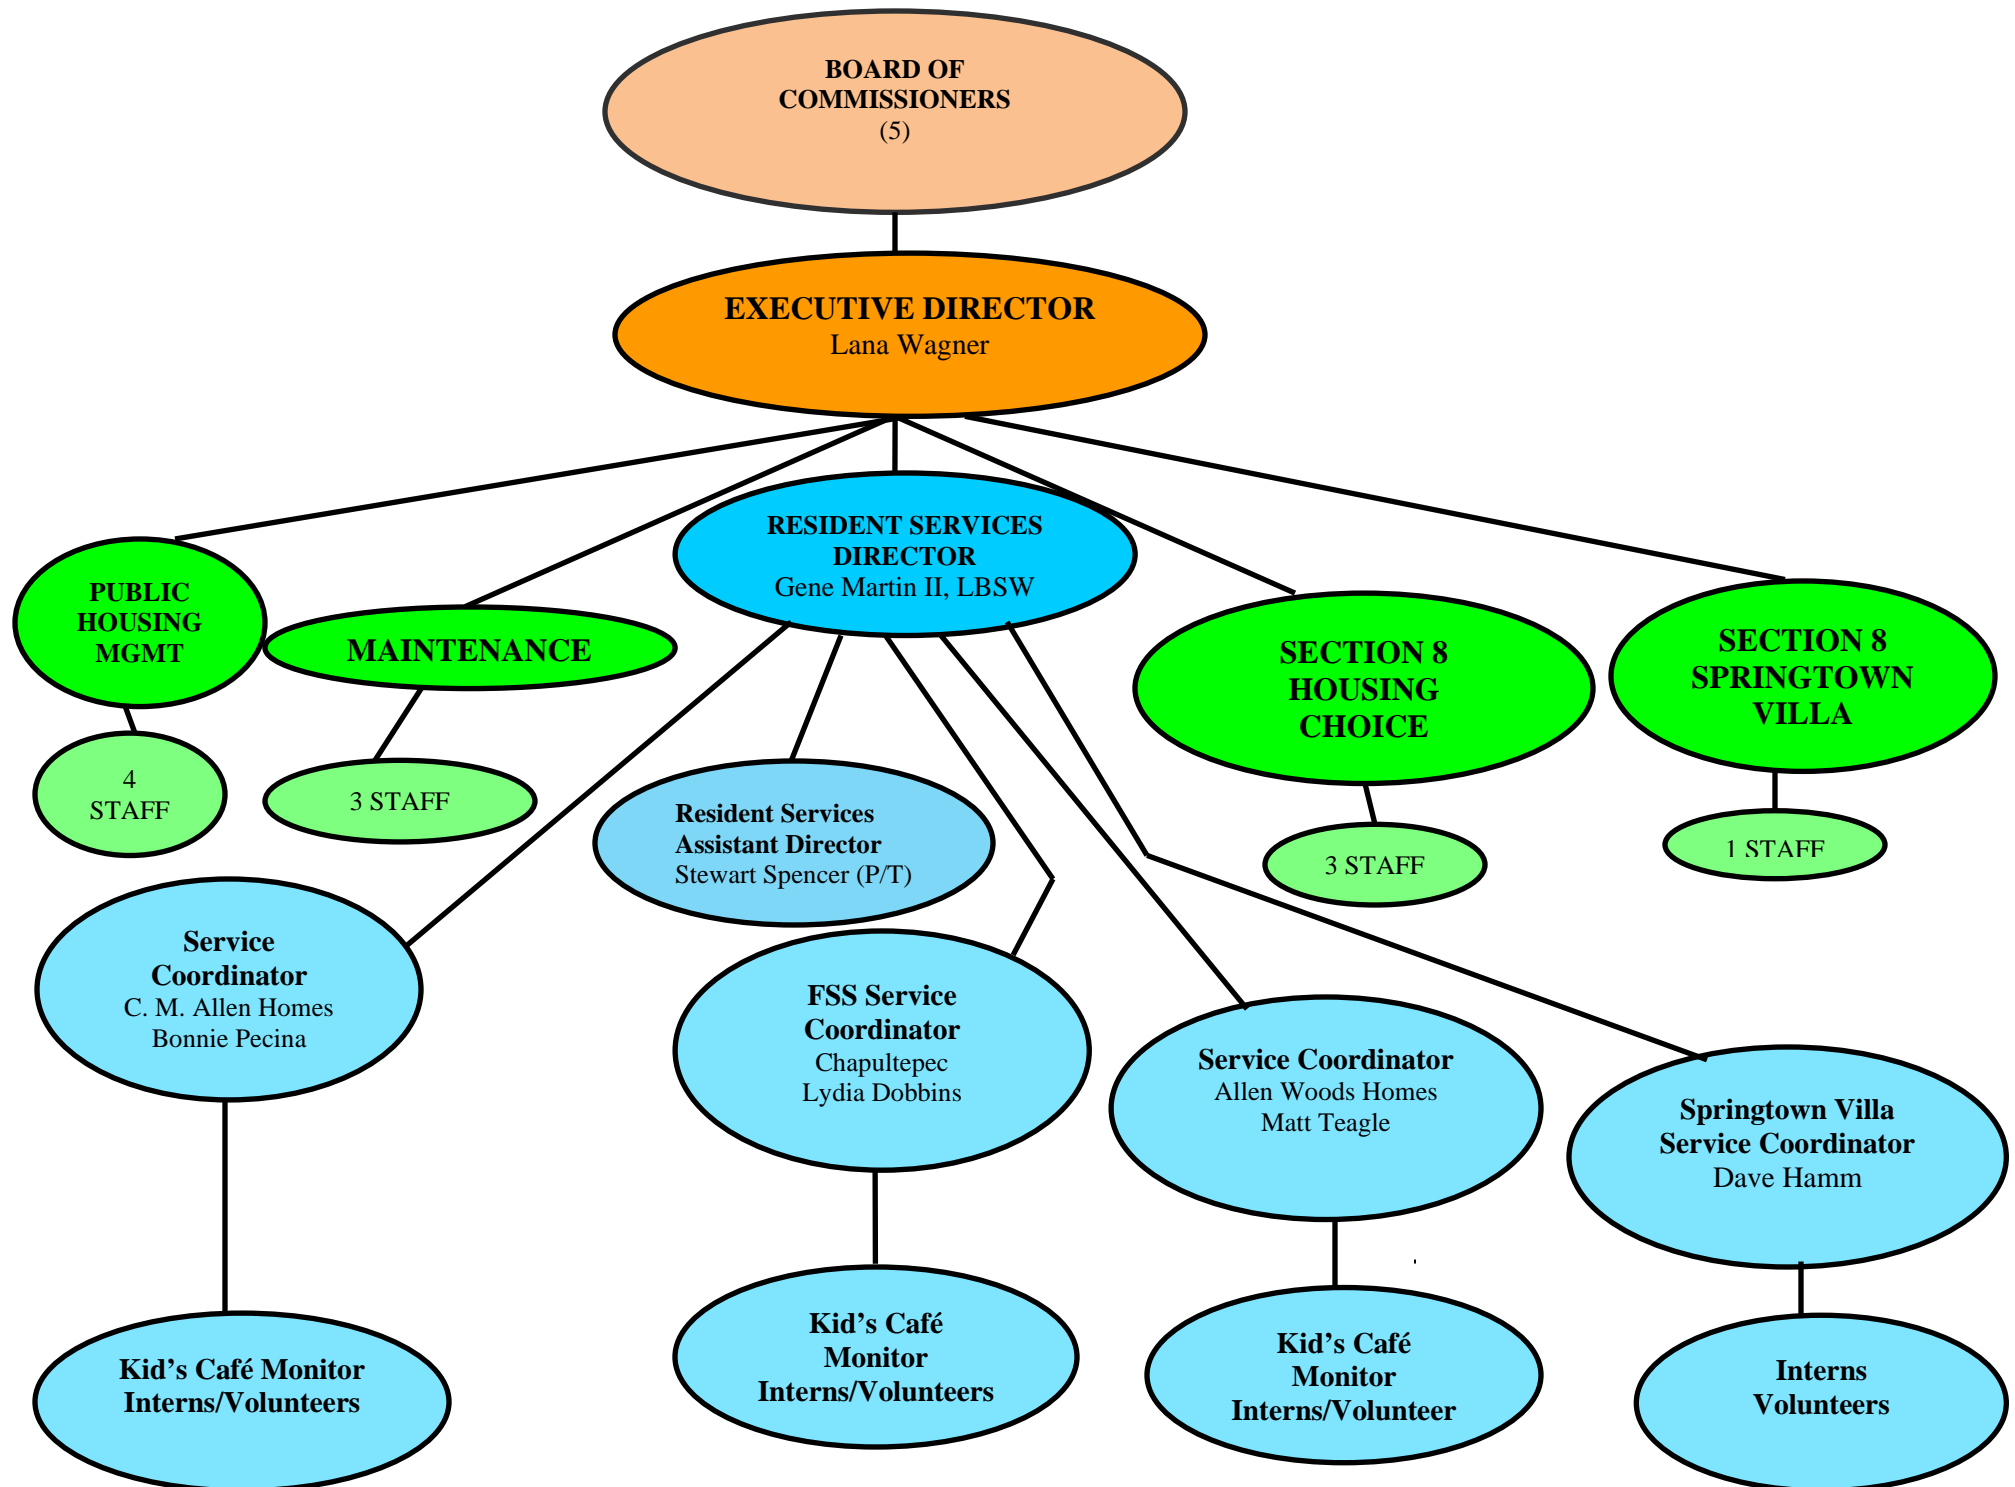 BOARD OF
COMMISSIONERS
(5)
EXECUTIVE DIRECTOR
Lana Wagner
RESIDENT SERVICES
DIRECTOR
Gene Martin II, LBSW
PUBLIC
HOUSING
MGMT
MAINTENANCE
SECTION 8
HOUSING
CHOICE
SECTION 8
SPRINGTOWN
VILLA
4
STAFF
3 STAFF
Resident Services
Assistant Director
Stewart Spencer (P/T)
3 STAFF
1 STAFF
Service
Coordinator
C. M. Allen Homes
Bonnie Pecina
FSS Service
Coordinator
Chapultepec
Lydia Dobbins
Service Coordinator
Allen Woods Homes
Matt Teagle
Springtown Villa
Service Coordinator
Dave Hamm
Kid’s Café Monitor
Interns/Volunteers
Kid’s Café
Monitor
Interns/Volunteers
Kid’s Café
Monitor
Interns/Volunteer
Interns
Volunteers